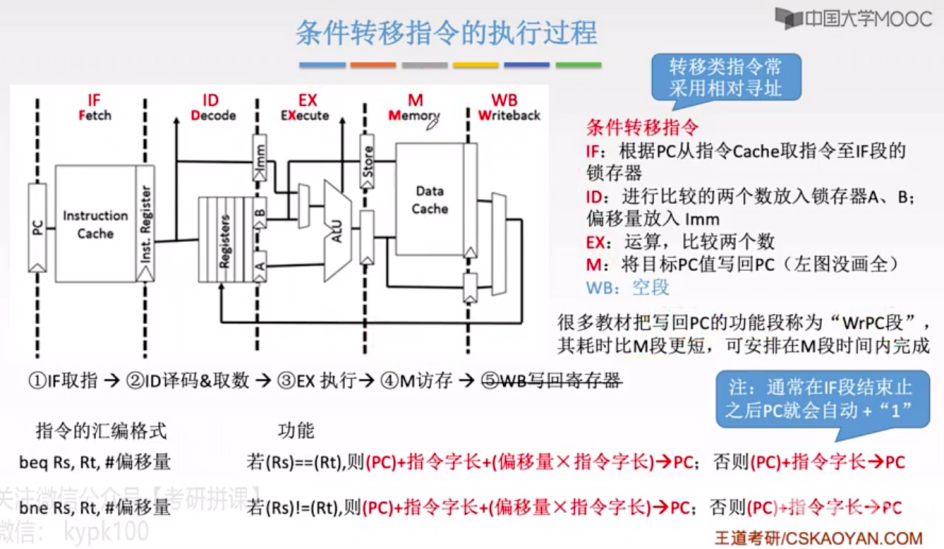 中国大学MOOC
条件转移指令的执行过程
转移类指令常
采用相对寻址
IF
Fetch
ID
Decode
EX
EXecute
M
Memory
WB
Writeback
PC
Instruction
Cache
Inst. Register
Registers
Imm
B
A
ALU
Store
Data
Cache
条件转移指令
IF：根据PC从指令Cache取指令至IF段的
锁存器
ID：进行比较的两个数放入锁存器A、B；
偏移量放入 Imm
EX：运算，比较两个数
M：将目标PC值写回PC（左图没画全）
WB：空段
很多教材把写回PC的功能段称为“WrPC段”，
其耗时比M段更短，可安排在M段时间内完成
①IF取指 → ②ID译码&取数 → ③EX 执行→ ④M访存 → ⑤WB写回寄存器
注：通常在IF段结束止
之后PC就会自动 + “1”
指令的汇编格式 功能
beq Rs, Rt, #偏移量 若(Rs)==(Rt),则(PC)+指令字长+(偏移量×指令字长)→PC；否则(PC)+指令字长→PC
bne Rs, Rt, #偏移量 若(Rs)!=(Rt),则(PC)+指令字长+(偏移量×指令字长)→PC；否则(PC)+指令字长→PC
关注微信公众号【考研拼课】
微信： kypk100
王道考研/CSKAOYAN.COM